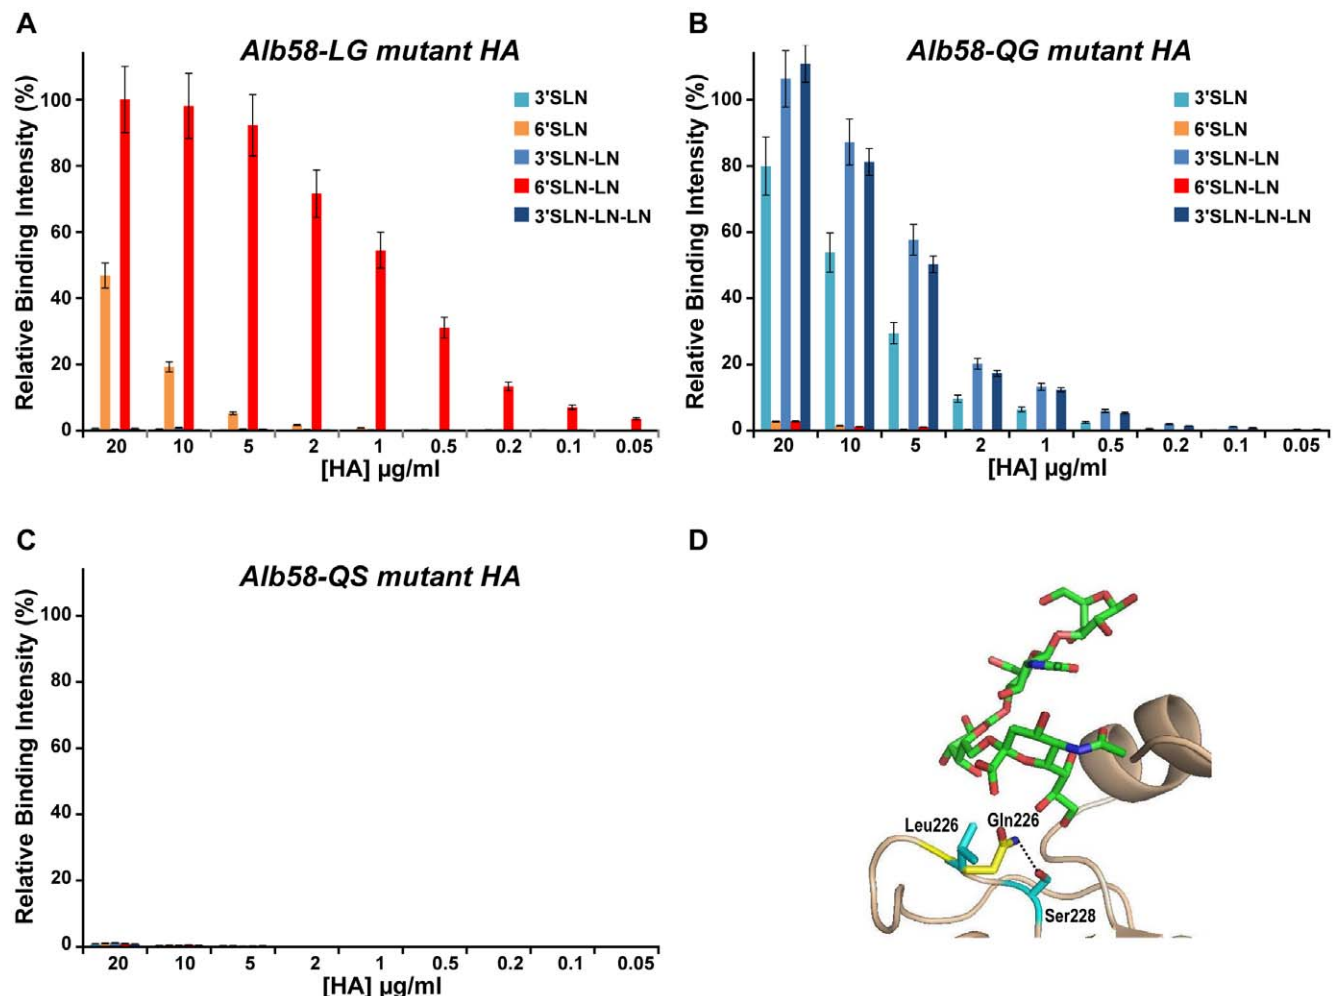 A
Alb58-LG mutant HA
Relative Binding Intensity (%)
100
80
60
40
20
0
3'SLN
6'SLN
3'SLN-LN
6'SLN-LN
3'SLN-LN-LN
20 10 5 2 1 0.5 0.2 0.1 0.05
[HA] µg/ml
B
Alb58-QG mutant HA
Relative Binding Intensity (%)
100
80
60
40
20
0
3'SLN
6'SLN
3'SLN-LN
6'SLN-LN
3'SLN-LN-LN
20 10 5 2 1 0.5 0.2 0.1 0.05
[HA] µg/ml
C
Alb58-QS mutant HA
Relative Binding Intensity (%)
100
80
60
40
20
0
20 10 5 2 1 0.5 0.2 0.1 0.05
[HA] µg/ml
D
Leu226
Gln226
Ser228